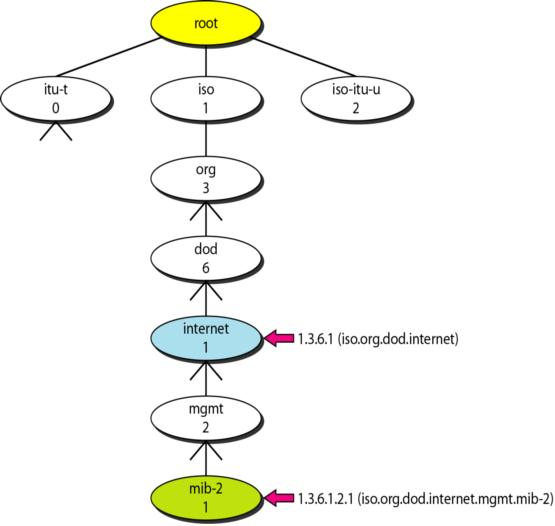 root
itu-t
0
iso
1
iso-itu-u
2
org
3
dod
6
internet
1
1.3.6.1 (iso.org.dod.internet)
mgmt
2
mib-2
1
1.3.6.1.2.1 (iso.org.dod.internet.mgmt.mib-2)